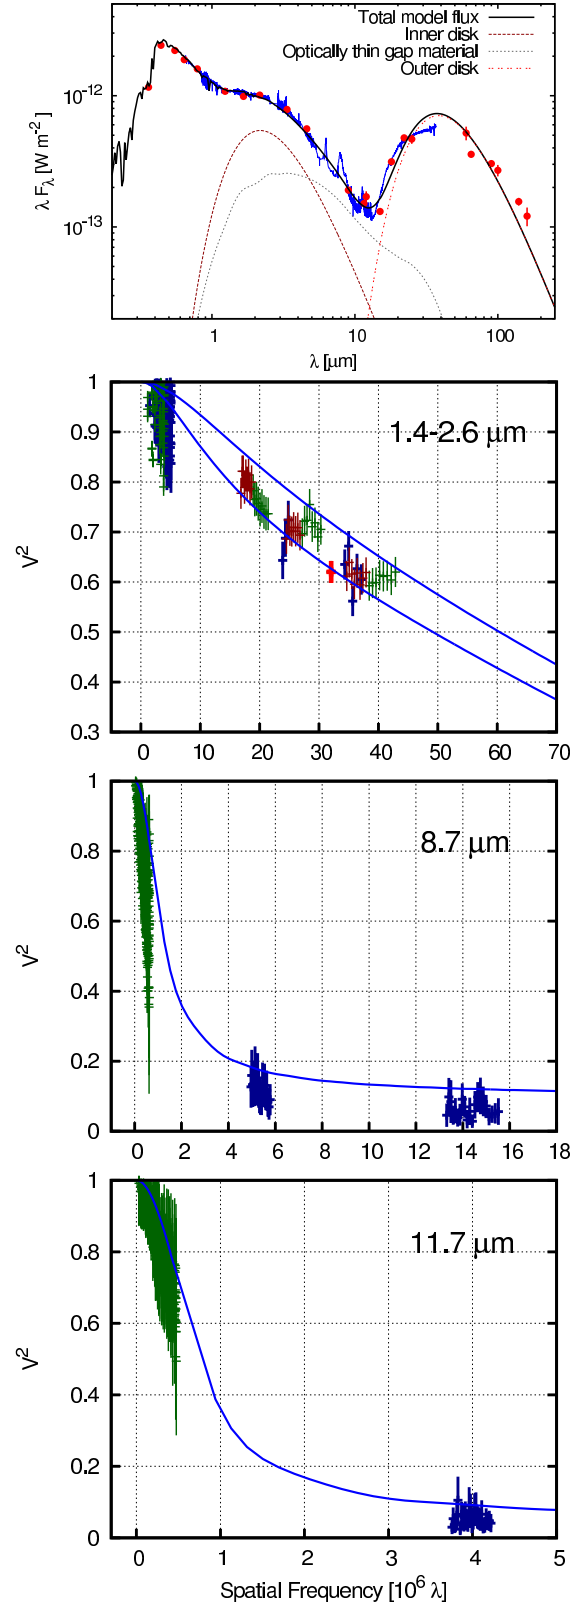 Total model flux
Inner disk
Optically thin gap material
Outer disk
λ F_λ [W m^-2]
10^-12
10^-13
1 10 100
λ [μm]
1.4-2.6 μm
V^2
1
0.9
0.8
0.7
0.6
0.5
0.4
0.3
0 10 20 30 40 50 60 70
8.7 μm
V^2
1
0.8
0.6
0.4
0.2
0
0 2 4 6 8 10 12 14 16 18
11.7 μm
V^2
1
0.8
0.6
0.4
0.2
0
0 1 2 3 4 5
Spatial Frequency [10^6 λ]